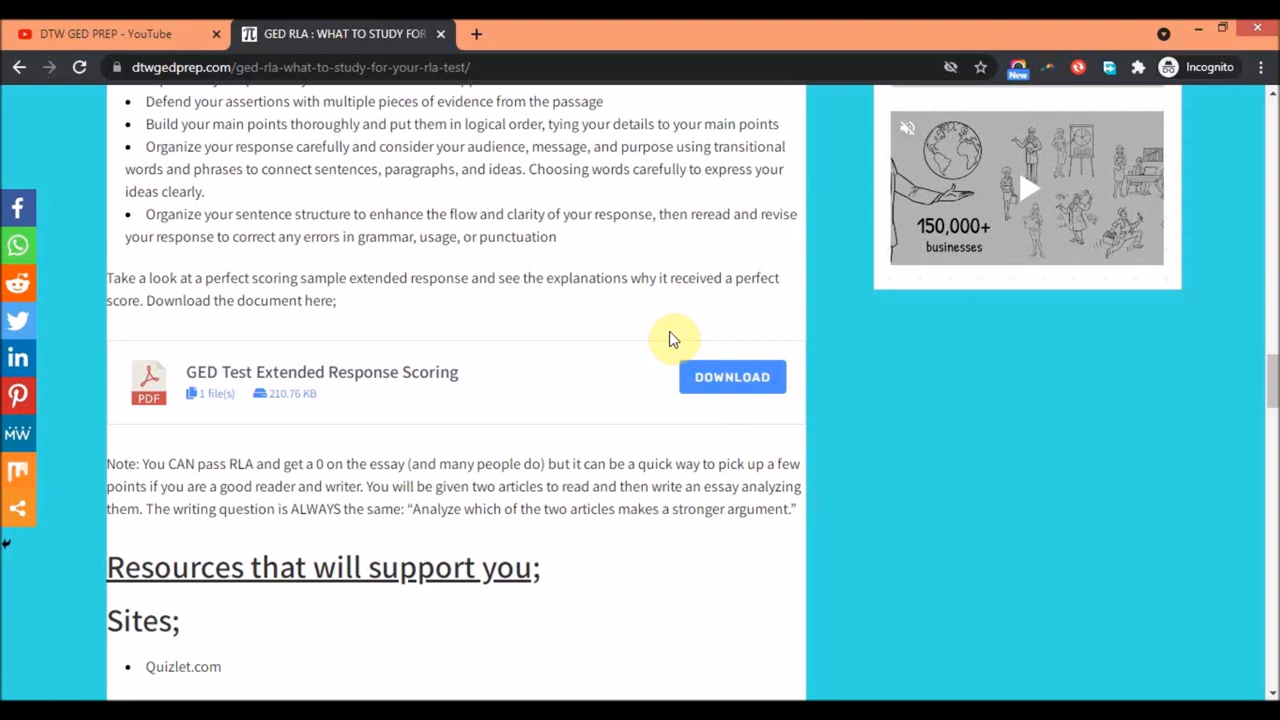 DTW GED PREP - YouTube
GED RLA : WHAT TO STUDY FOR
dtwgedprep.com/ged-rla-what-to-study-for-your-rla-test/
New
Incognito
Defend your assertions with multiple pieces of evidence from the passage
Build your main points thoroughly and put them in logical order, tying your details to your main points
Organize your response carefully and consider your audience, message, and purpose using transitional
words and phrases to connect sentences, paragraphs, and ideas. Choosing words carefully to express your
ideas clearly.
Organize your sentence structure to enhance the flow and clarity of your response, then reread and revise
your response to correct any errors in grammar, usage, or punctuation
Take a look at a perfect scoring sample extended response and see the explanations why it received a perfect
score. Download the document here;
PDF
GED Test Extended Response Scoring
1 file(s) 210.76 KB
DOWNLOAD
Note: You CAN pass RLA and get a 0 on the essay (and many people do) but it can be a quick way to pick up a few
points if you are a good reader and writer. You will be given two articles to read and then write an essay analyzing
them. The writing question is ALWAYS the same: “Analyze which of the two articles makes a stronger argument.”
Resources that will support you;
Sites;
Quizlet.com
150,000+
businesses
MW